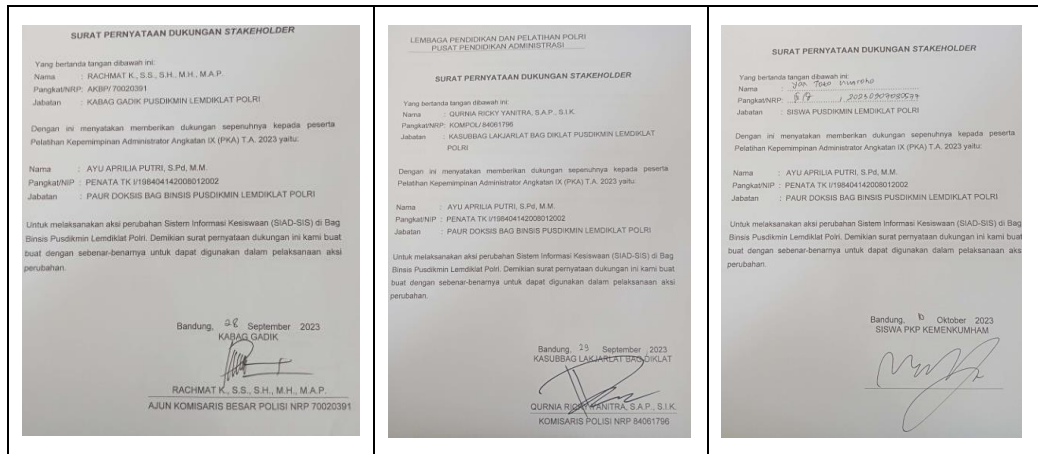 SURAT PERNYATAAN DUKUNGAN STAKEHOLDER
Yang bertanda tangan dibawah ini:
Nama : RACHMAT K., S.S., S.H., M.H., M.A.P.
Pangkat/NRP: AKBP/ 70020391
Jabatan : KABAG GADIK PUSDIKMIN LEMDIKLAT POLRI
Dengan ini menyatakan memberikan dukungan sepenuhnya kepada peserta
Pelatihan Kepemimpinan Administrator Angkatan IX (PKA) T.A. 2023 yaitu:
Nama : AYU APRILIA PUTRI, S.Pd, M.M.
Pangkat/NIP : PENATA TK I/198404142008012002
Jabatan : PAUR DOKSIS BAG BINSIS PUSDIKMIN LEMDIKLAT POLRI
Untuk melaksanakan aksi perubahan Sistem Informasi Kesiswaan (SIAD-SIS) di Bag
Binsis Pusdikmin Lemdiklat Polri. Demikian surat pernyataan dukungan ini kami buat
buat dengan sebenar-benarnya untuk dapat digunakan dalam pelaksanaan aksi
perubahan.
Bandung, 28 September 2023
KABAG GADIK
RACHMAT K., S.S., S.H., M.H., M.A.P.
AJUN KOMISARIS BESAR POLISI NRP 70020391
LEMBAGA PENDIDIKAN DAN PELATIHAN POLRI
PUSAT PENDIDIKAN ADMINISTRASI
SURAT PERNYATAAN DUKUNGAN STAKEHOLDER
Yang bertanda tangan dibawah ini:
Nama : QURNIA RICKY YANITRA, S.A.P., S.I.K.
Pangkat/NRP: KOMPOL/ 84061796
Jabatan : KASUBBAG LAKJARLAT BAG DIKLAT PUSDIKMIN LEMDIKLAT
POLRI
Dengan ini menyatakan memberikan dukungan sepenuhnya kepada peserta
Pelatihan Kepemimpinan Administrator Angkatan IX (PKA) T.A. 2023 yaitu:
Nama : AYU APRILIA PUTRI, S.Pd, M.M.
Pangkat/NIP : PENATA TK I/198404142008012002
Jabatan : PAUR DOKSIS BAG BINSIS PUSDIKMIN LEMDIKLAT POLRI
Untuk melaksanakan aksi perubahan Sistem Informasi Kesiswaan (SIAD-SIS) di Bag
Binsis Pusdikmin Lemdiklat Polri. Demikian surat pernyataan dukungan ini kami buat
buat dengan sebenar-benarnya untuk dapat digunakan dalam pelaksanaan aksi
perubahan.
Bandung, 29 September 2023
KASUBBAG LAKJARLAT BAG DIKLAT
QURNIA RICKY YANITRA, S.A.P., S.I.K.
KOMISARIS POLISI NRP 84061796
SURAT PERNYATAAN DUKUNGAN STAKEHOLDER
Yang bertanda tangan dibawah ini:
Nama :
Pangkat/NRP:
Jabatan : SISWA PUSDIKMIN LEMDIKLAT POLRI
Dengan ini menyatakan memberikan dukungan sepenuhnya kepada peserta
Pelatihan Kepemimpinan Administrator Angkatan IX (PKA) T.A. 2023 yaitu:
Nama : AYU APRILIA PUTRI, S.Pd, M.M.
Pangkat/NIP : PENATA TK I/198404142008012002
Jabatan : PAUR DOKSIS BAG BINSIS PUSDIKMIN LEMDIKLAT POLRI
Untuk melaksanakan aksi perubahan Sistem Informasi Kesiswaan (SIAD-SIS) di Bag
Binsis Pusdikmin Lemdiklat Polri. Demikian surat pernyataan dukungan ini kami buat
buat dengan sebenar-benarnya untuk dapat digunakan dalam pelaksanaan aksi
perubahan.
Bandung, Oktober 2023
SISWA PKP KEMENKUMHAM